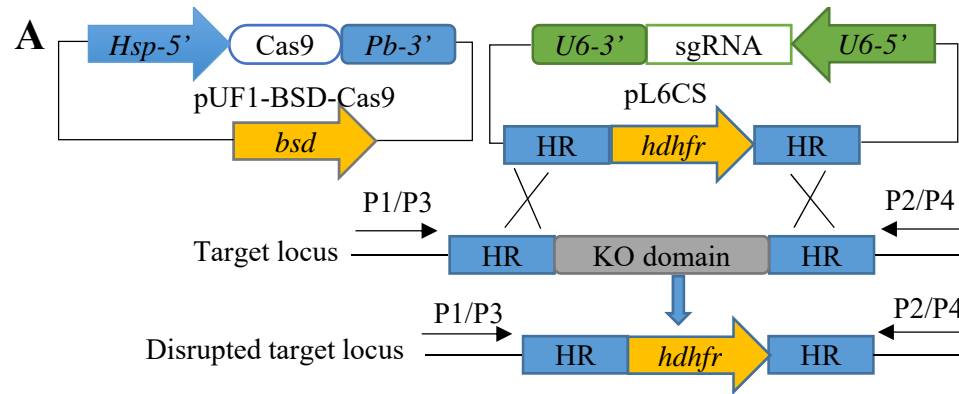 A
Hsp-5' Cas9 Pb-3'
pUF1-BSD-Cas9
bsd
U6-3' sgRNA U6-5'
pL6CS
HR hdhfr HR
P1/P3 P2/P4
Target locus HR KO domain HR
P1/P3 P2/P4
Disrupted target locus HR hdhfr HR